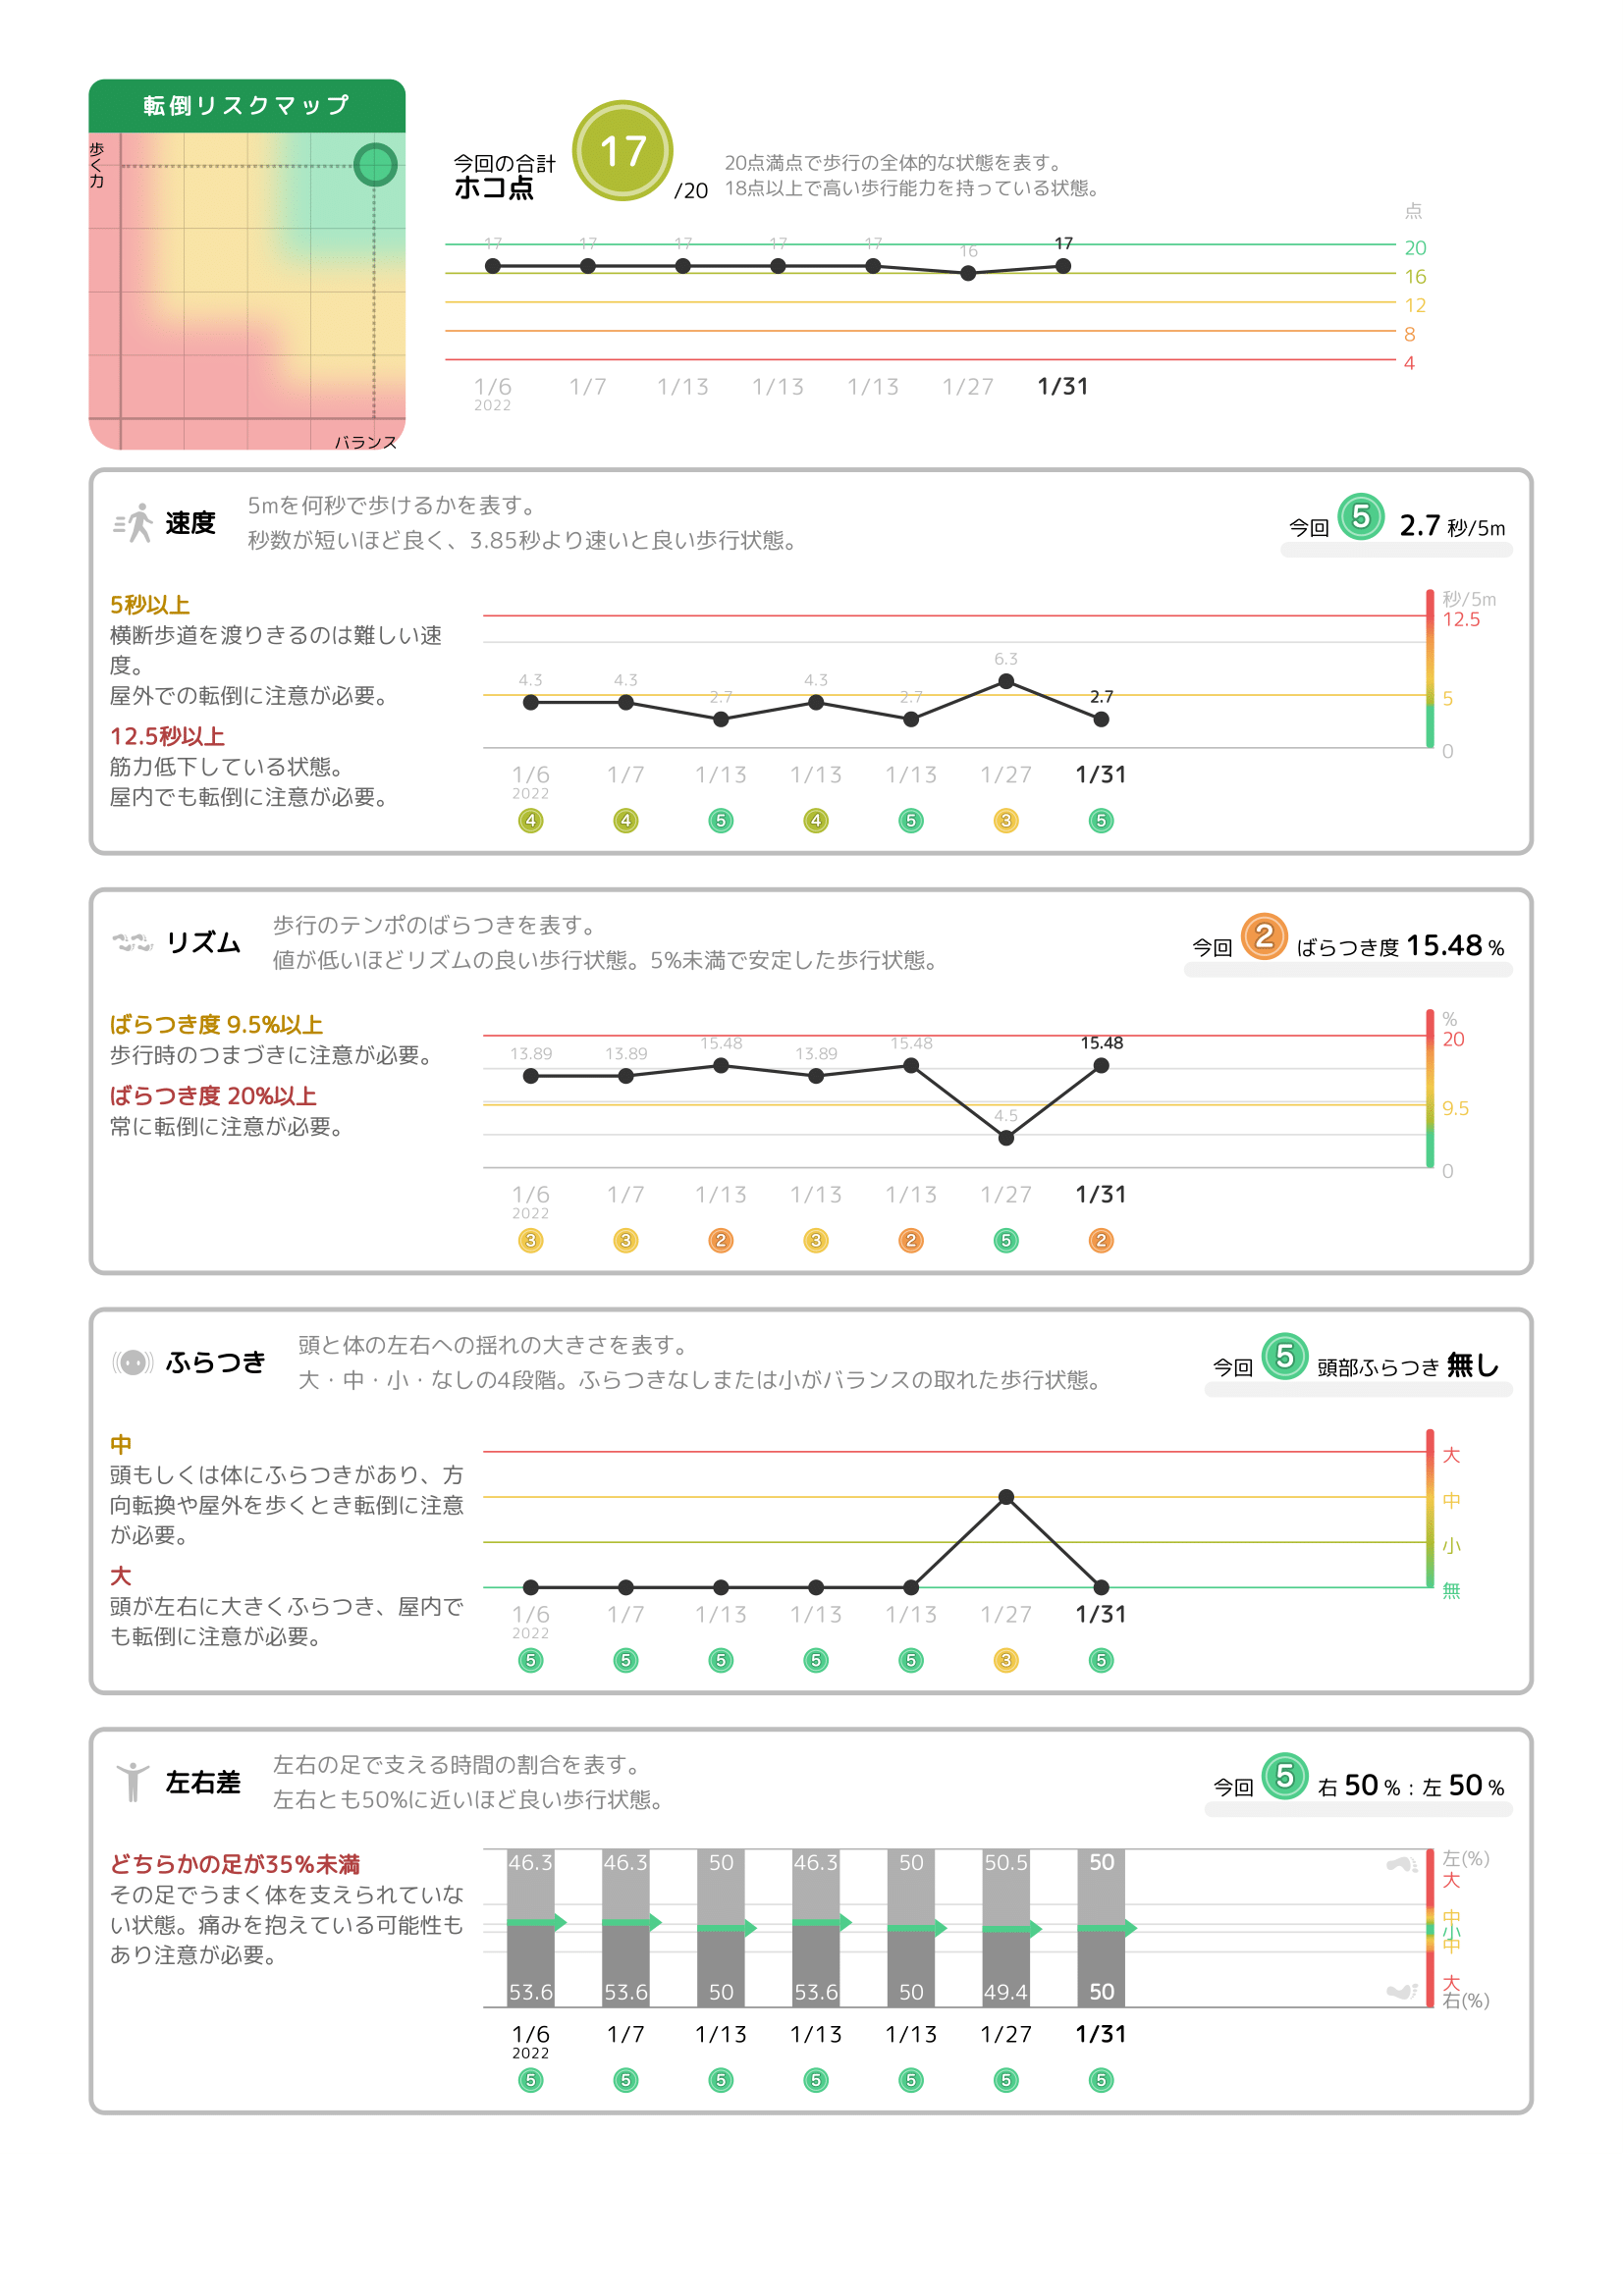 転倒リスクマップ
歩く力
バランス
今回の合計
ホコ点
17
/20
20点満点で歩行の全体的な状態を表す。
18点以上で高い歩行能力を持っている状態。
点
17 17 17 17 17 16 17
20
16
12
8
4
1/6 1/7 1/13 1/13 1/13 1/27 1/31
2022
速度
5mを何秒で歩けるかを表す。
秒数が短いほど良く、3.85秒より速いと良い歩行状態。
今回 5 2.7 秒/5m
5秒以上
横断歩道を渡りきるのは難しい速
度。
屋外での転倒に注意が必要。
12.5秒以上
筋力低下している状態。
屋内でも転倒に注意が必要。
秒/5m
12.5
5
0
4.3 4.3 2.7 4.3 2.7 6.3 2.7
1/6 1/7 1/13 1/13 1/13 1/27 1/31
2022
4 4 5 4 5 3 5
リズム
歩行のテンポのばらつきを表す。
値が低いほどリズムの良い歩行状態。5%未満で安定した歩行状態。
今回 2 ばらつき度 15.48 %
ばらつき度 9.5%以上
歩行時のつまづきに注意が必要。
ばらつき度 20%以上
常に転倒に注意が必要。
%
20
9.5
0
13.89 13.89 15.48 13.89 15.48 4.5 15.48
1/6 1/7 1/13 1/13 1/13 1/27 1/31
2022
3 3 2 3 2 5 2
ふらつき
頭と体の左右への揺れの大きさを表す。
大・中・小・なしの4段階。ふらつきなしまたは小がバランスの取れた歩行状態。
今回 5 頭部ふらつき 無し
中
頭もしくは体にふらつきがあり、方
向転換や屋外を歩くとき転倒に注意
が必要。
大
頭が左右に大きくふらつき、屋内で
も転倒に注意が必要。
大
中
小
無
1/6 1/7 1/13 1/13 1/13 1/27 1/31
2022
5 5 5 5 5 3 5
左右差
左右の足で支える時間の割合を表す。
左右とも50%に近いほど良い歩行状態。
今回 5 右 50 % : 左 50 %
どちらかの足が35%未満
その足でうまく体を支えられていな
い状態。痛みを抱えている可能性も
あり注意が必要。
46.3 46.3 50 46.3 50 50.5 50
53.6 53.6 50 53.6 50 49.4 50
左(%)
大
中
小
中
大
右(%)
1/6 1/7 1/13 1/13 1/13 1/27 1/31
2022
5 5 5 5 5 5 5